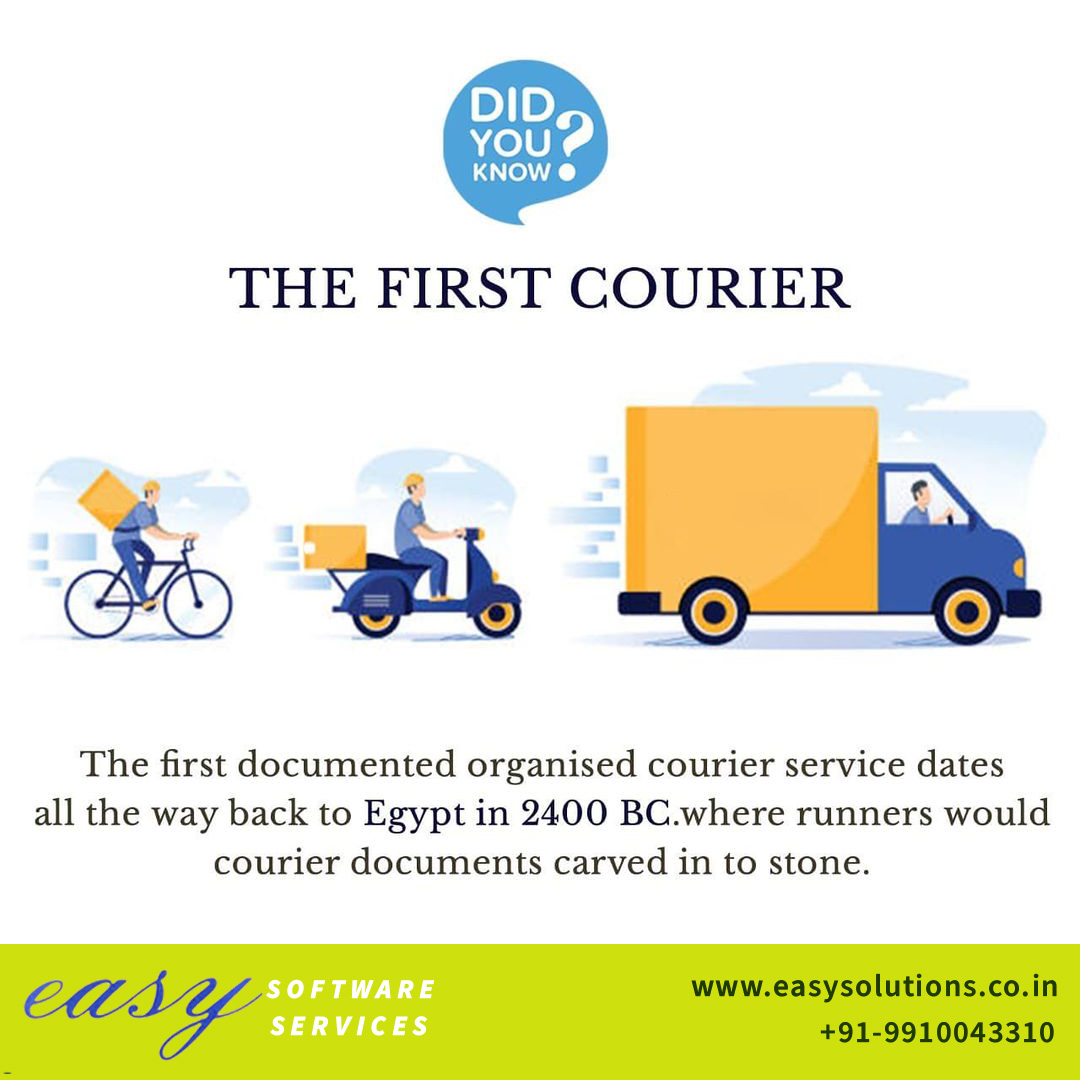 DID
YOU
KNOW ?
THE FIRST COURIER
The first documented organised courier service dates
all the way back to Egypt in 2400 BC.where runners would
courier documents carved in to stone.
easy SOFTWARE
SERVICES
www.easysolutions.co.in
+91-9910043310